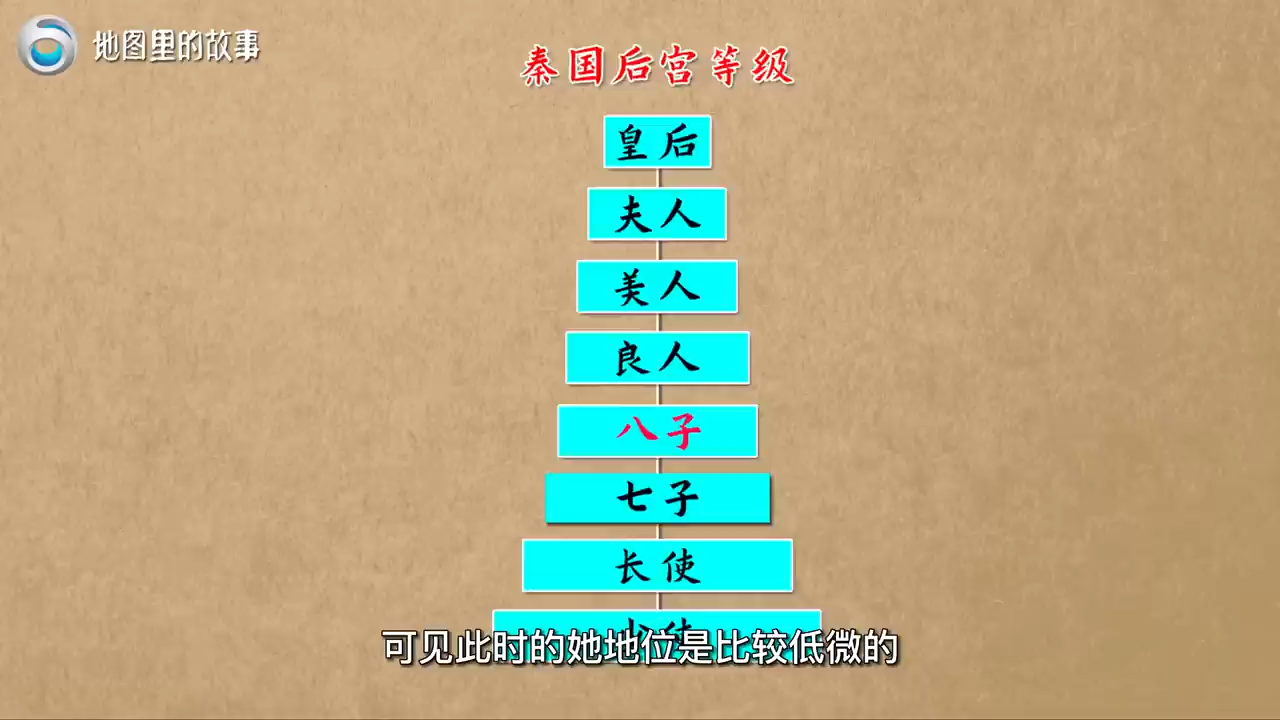 地图里的故事
秦国后宫等级
皇后
夫人
美人
良人
八子
七子
长使
可见此时的她地位是比较低微的